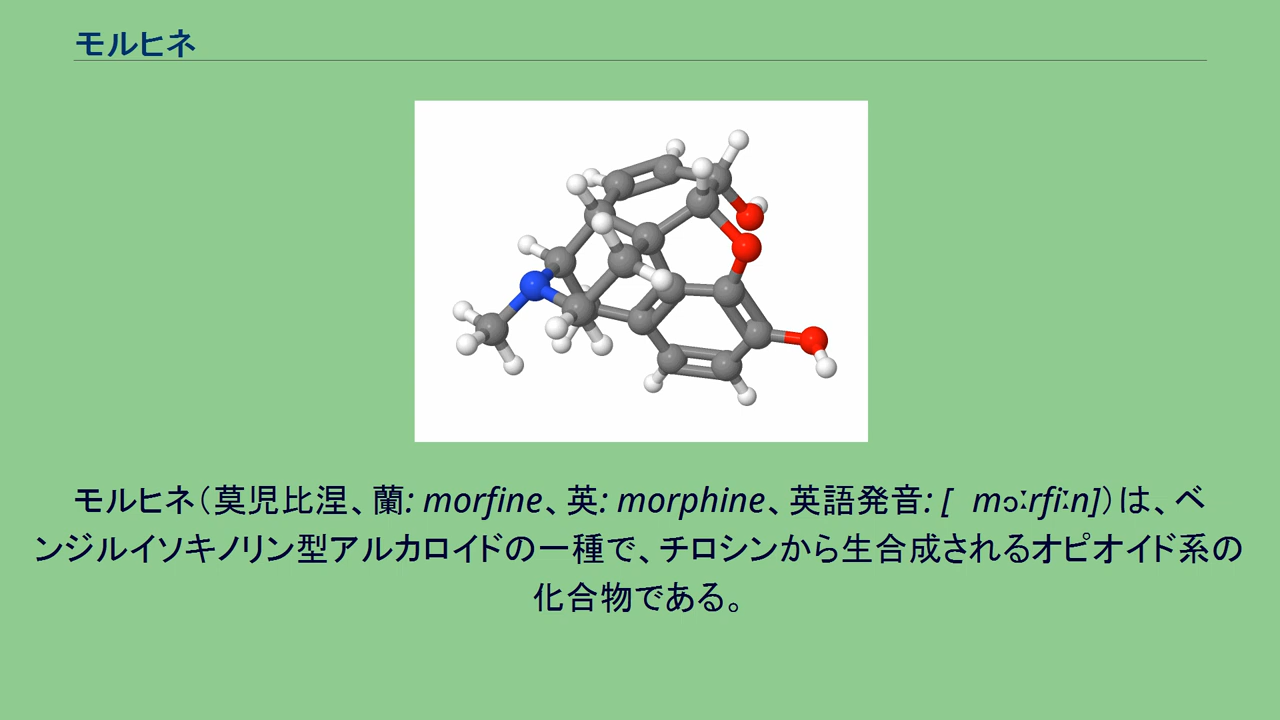 モルヒネ
モルヒネ（莫児比涅、蘭: morfine、英: morphine、英語発音: [ mɔːrfiːn]）は、ベ
ンジルイソキノリン型アルカロイドの一種で、チロシンから生合成されるオピオイド系の
化合物である。